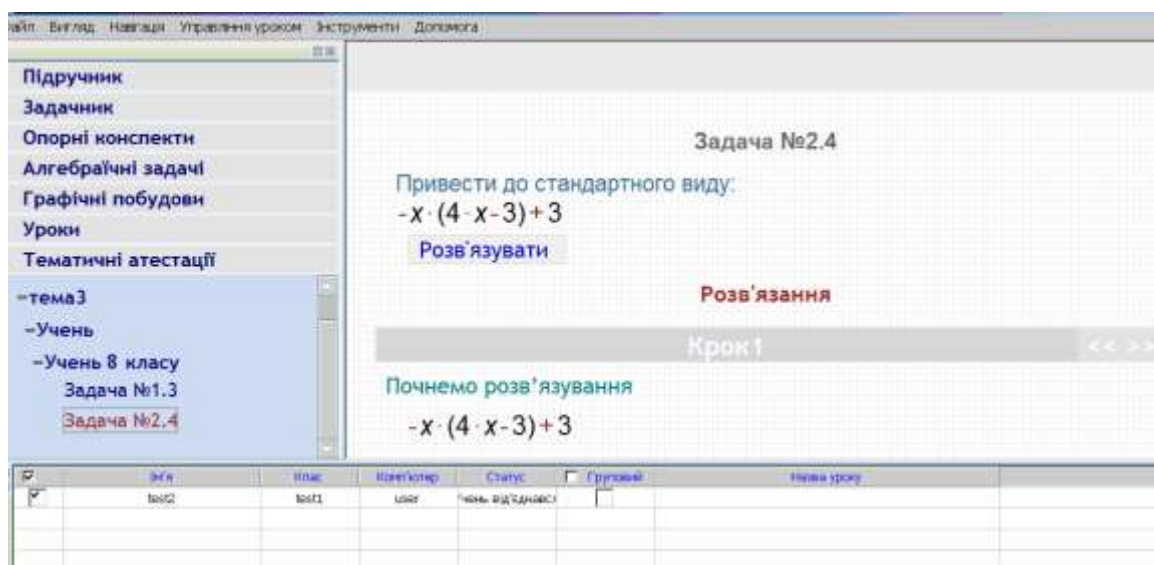 айл Вигляд Навігація Управління уроком Інструменти Допомога
Підручник
Задачник
Опорні конспекти
Алгебраїчні задачі
Графічні побудови
Уроки
Тематичні атестації
-тема3
-Учень
-Учень 8 класу
Задача №1.3
Задача №2.4
Задача №2.4
Привести до стандартного виду:
-x·(4·x-3)+3
Розв'язувати
Розв'язання
Крок1 << >>
Почнемо розв'язування
-x·(4·x-3)+3
Ім'я Клас Комп'ютер Статус Груповий Назва уроку
test2 test1 user чень від'єднався